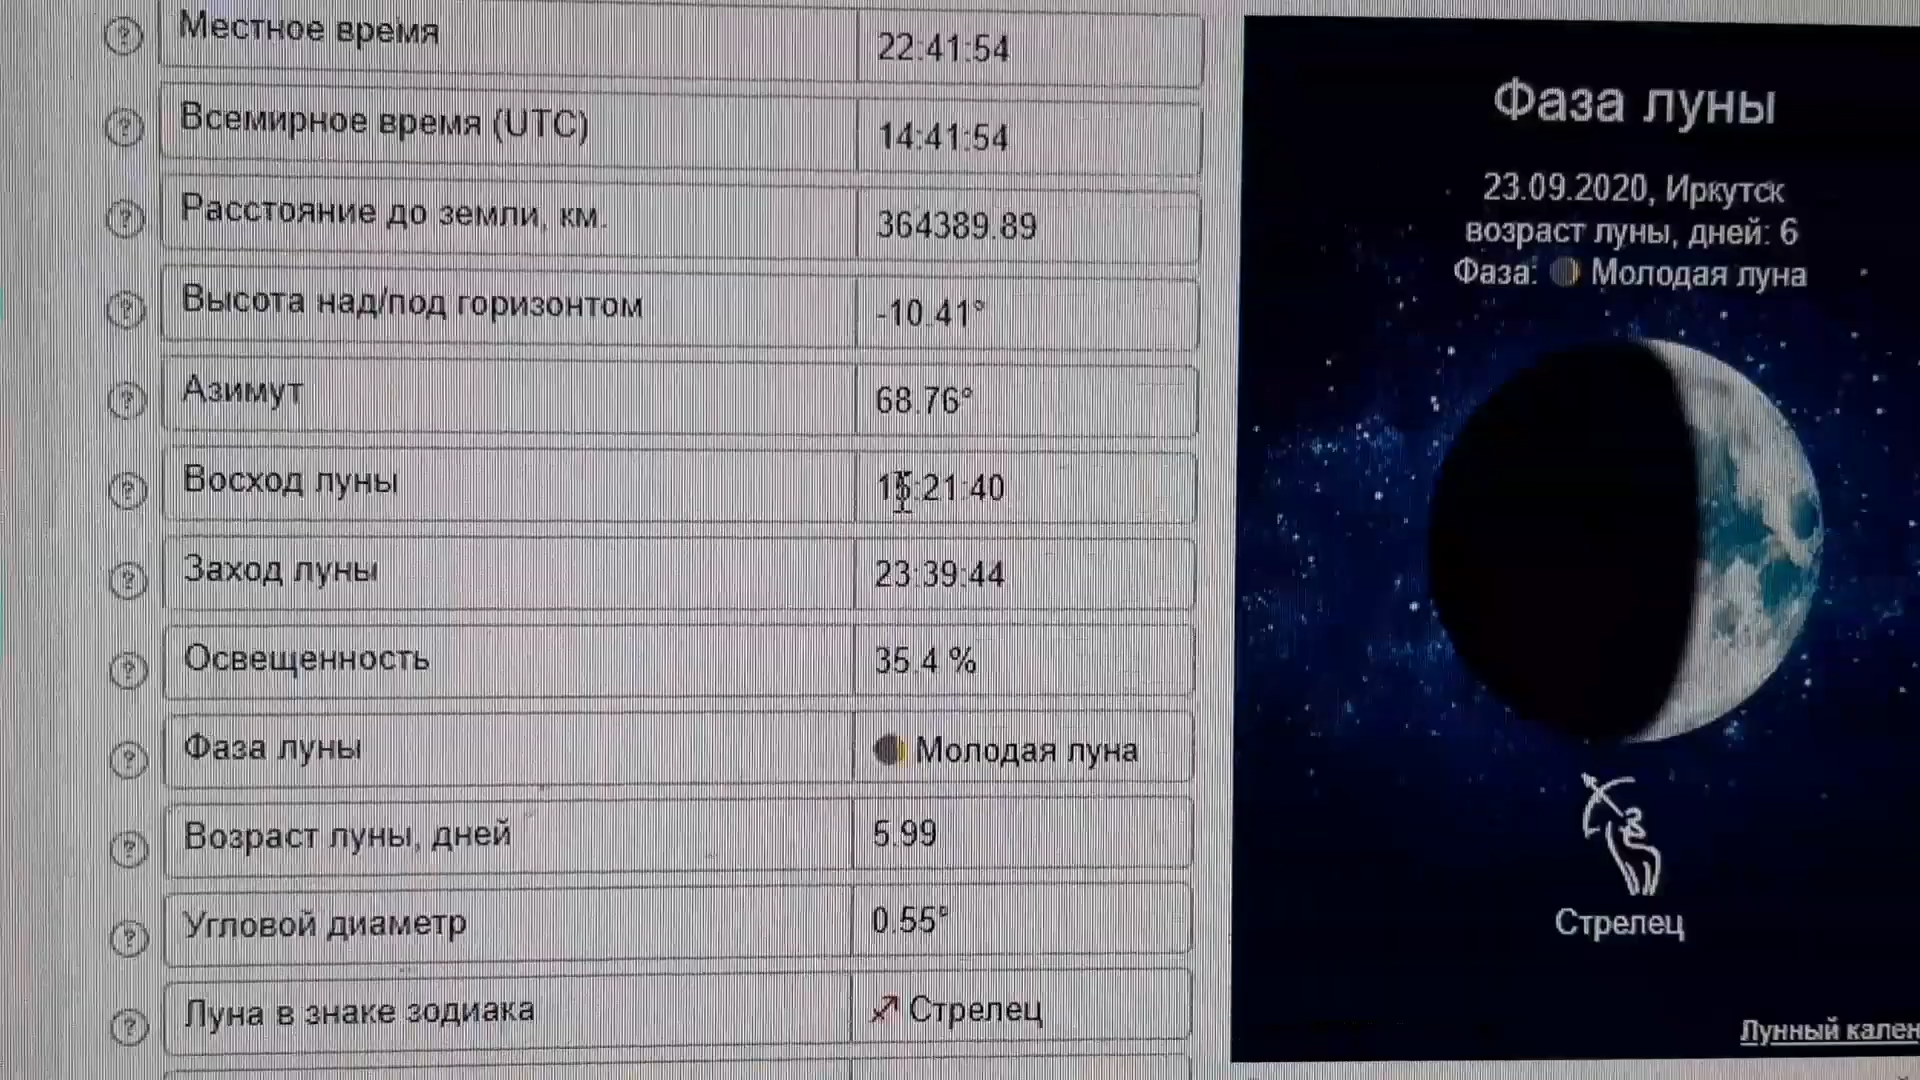 Местное время 22:41:54
Всемирное время (UTC) 14:41:54
Расстояние до земли, км. 364389.89
Высота над/под горизонтом -10.41°
Азимут 68.76°
Восход луны 15:21:40
Заход луны 23:39:44
Освещенность 35.4 %
Фаза луны Молодая луна
Возраст луны, дней 5.99
Угловой диаметр 0.55°
Луна в знаке зодиака Стрелец
Фаза луны
23.09.2020, Иркутск
возраст луны, дней: 6
Фаза: Молодая луна
Стрелец
Лунный кален